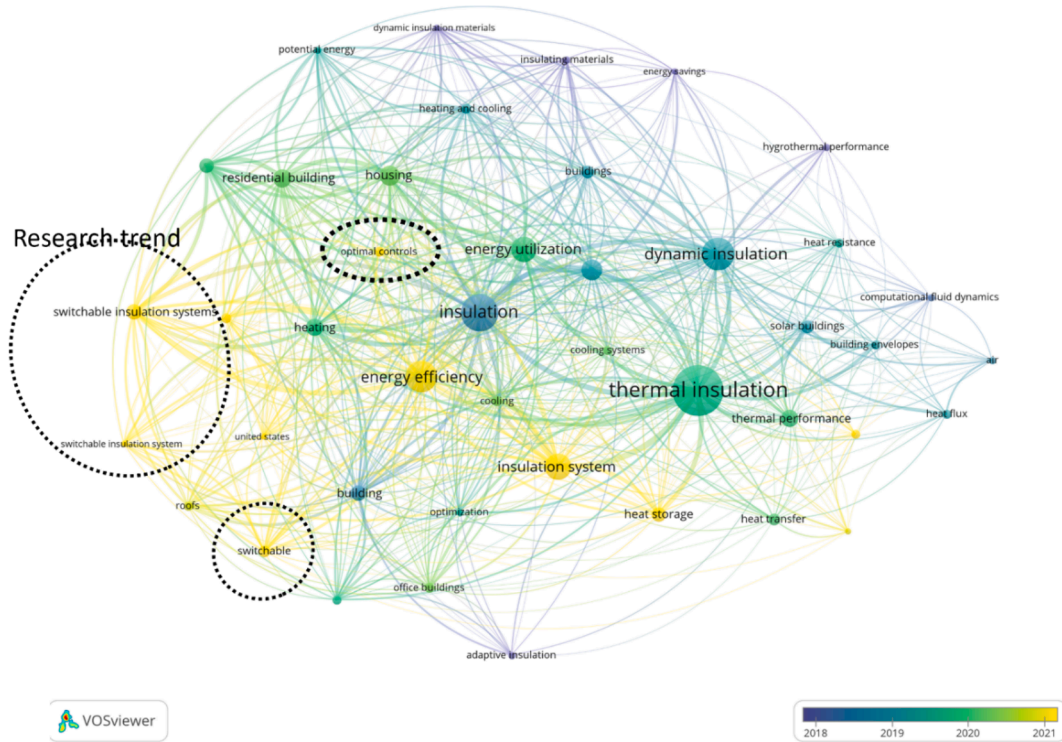 dynamic insulation materials
potential energy
insulating materials
energy savings
heating and cooling
hygrothermal performance
buildings
residential building
housing
Research trend
optimal controls
energy utilization
dynamic insulation
heat resistance
computational fluid dynamics
switchable insulation systems
insulation
heating
solar buildings
building envelopes
cooling systems
air
energy efficiency
thermal insulation
cooling
thermal performance
heat flux
switchable insulation system
united states
insulation system
building
roofs
optimization
heat storage
heat transfer
switchable
office buildings
adaptive insulation
VOSviewer
2018 2019 2020 2021